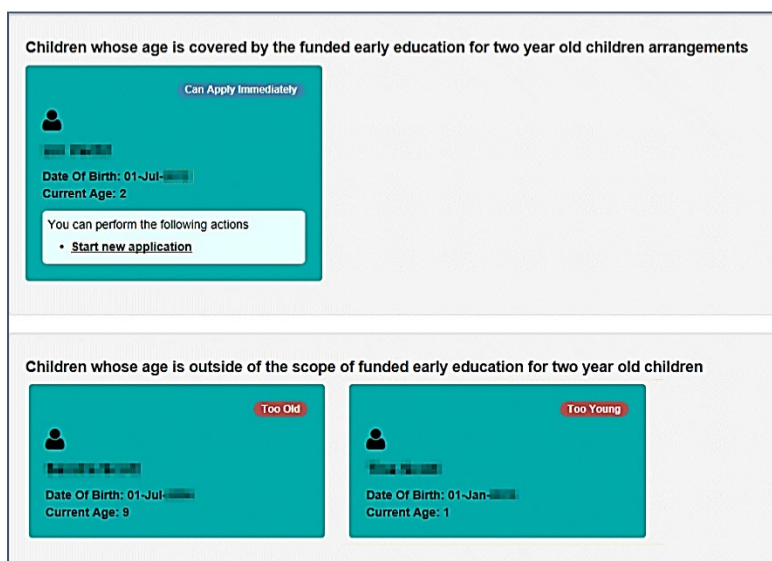 Children whose age is covered by the funded early education for two year old children arrangements
Can Apply Immediately
Date Of Birth: 01-Jul-
Current Age: 2
You can perform the following actions
• Start new application
Children whose age is outside of the scope of funded early education for two year old children
Too Old
Date Of Birth: 01-Jul-
Current Age: 9
Too Young
Date Of Birth: 01-Jan-
Current Age: 1